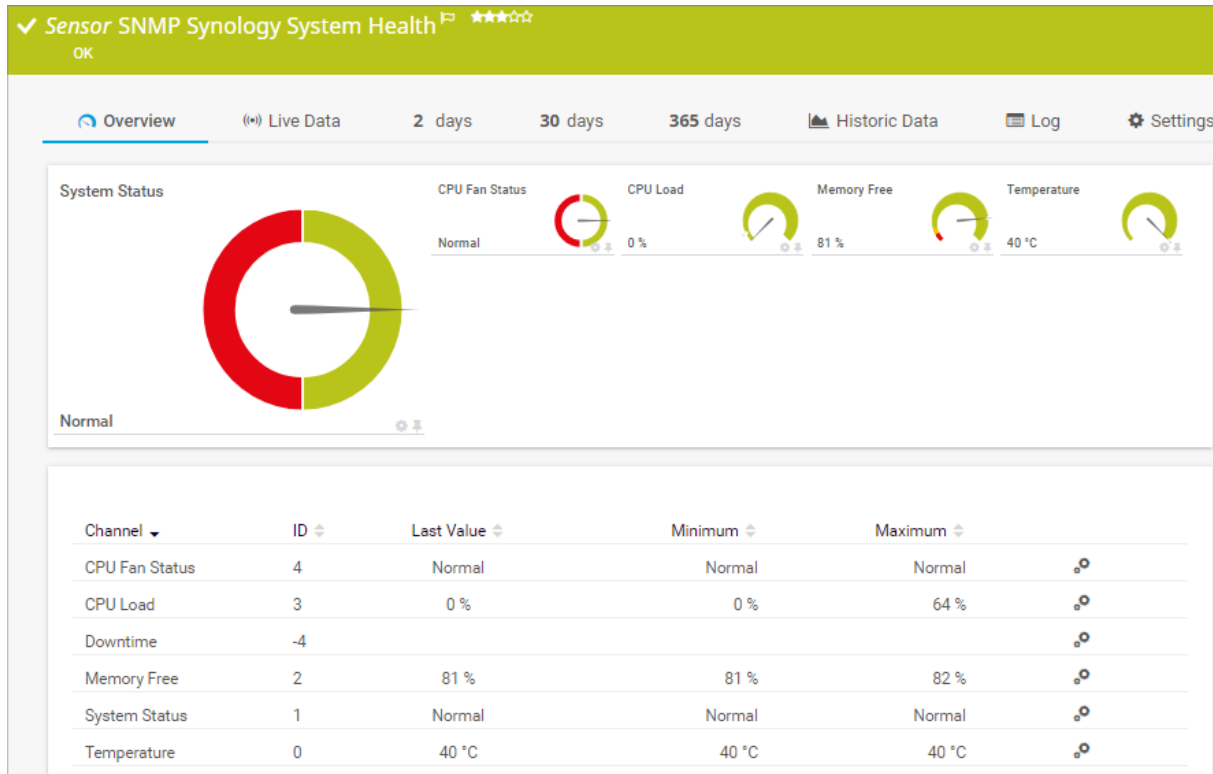 Sensor SNMP Synology System Health
OK
Overview Live Data 2 days 30 days 365 days Historic Data Log Settings
System Status
Normal
CPU Fan Status
Normal
CPU Load
0 %
Memory Free
81 %
Temperature
40 °C
Channel ID Last Value Minimum Maximum
CPU Fan Status 4 Normal Normal Normal
CPU Load 3 0 % 0 % 64 %
Downtime -4
Memory Free 2 81 % 81 % 82 %
System Status 1 Normal Normal Normal
Temperature 0 40 °C 40 °C 40 °C